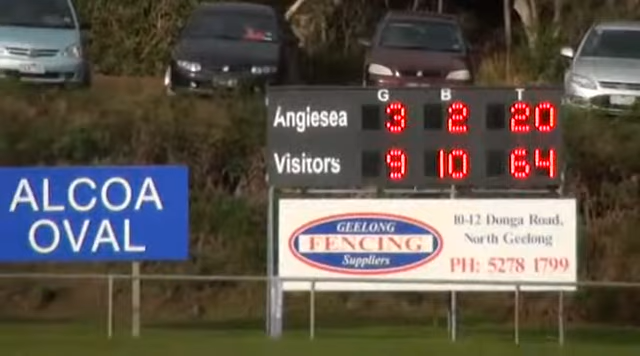 G B T
Anglesea 3 2 20
Visitors 9 10 64
ALCOA
OVAL
GEELONG
FENCING
Suppliers
10-12 Donga Road,
North Geelong
PH: 5278 1799